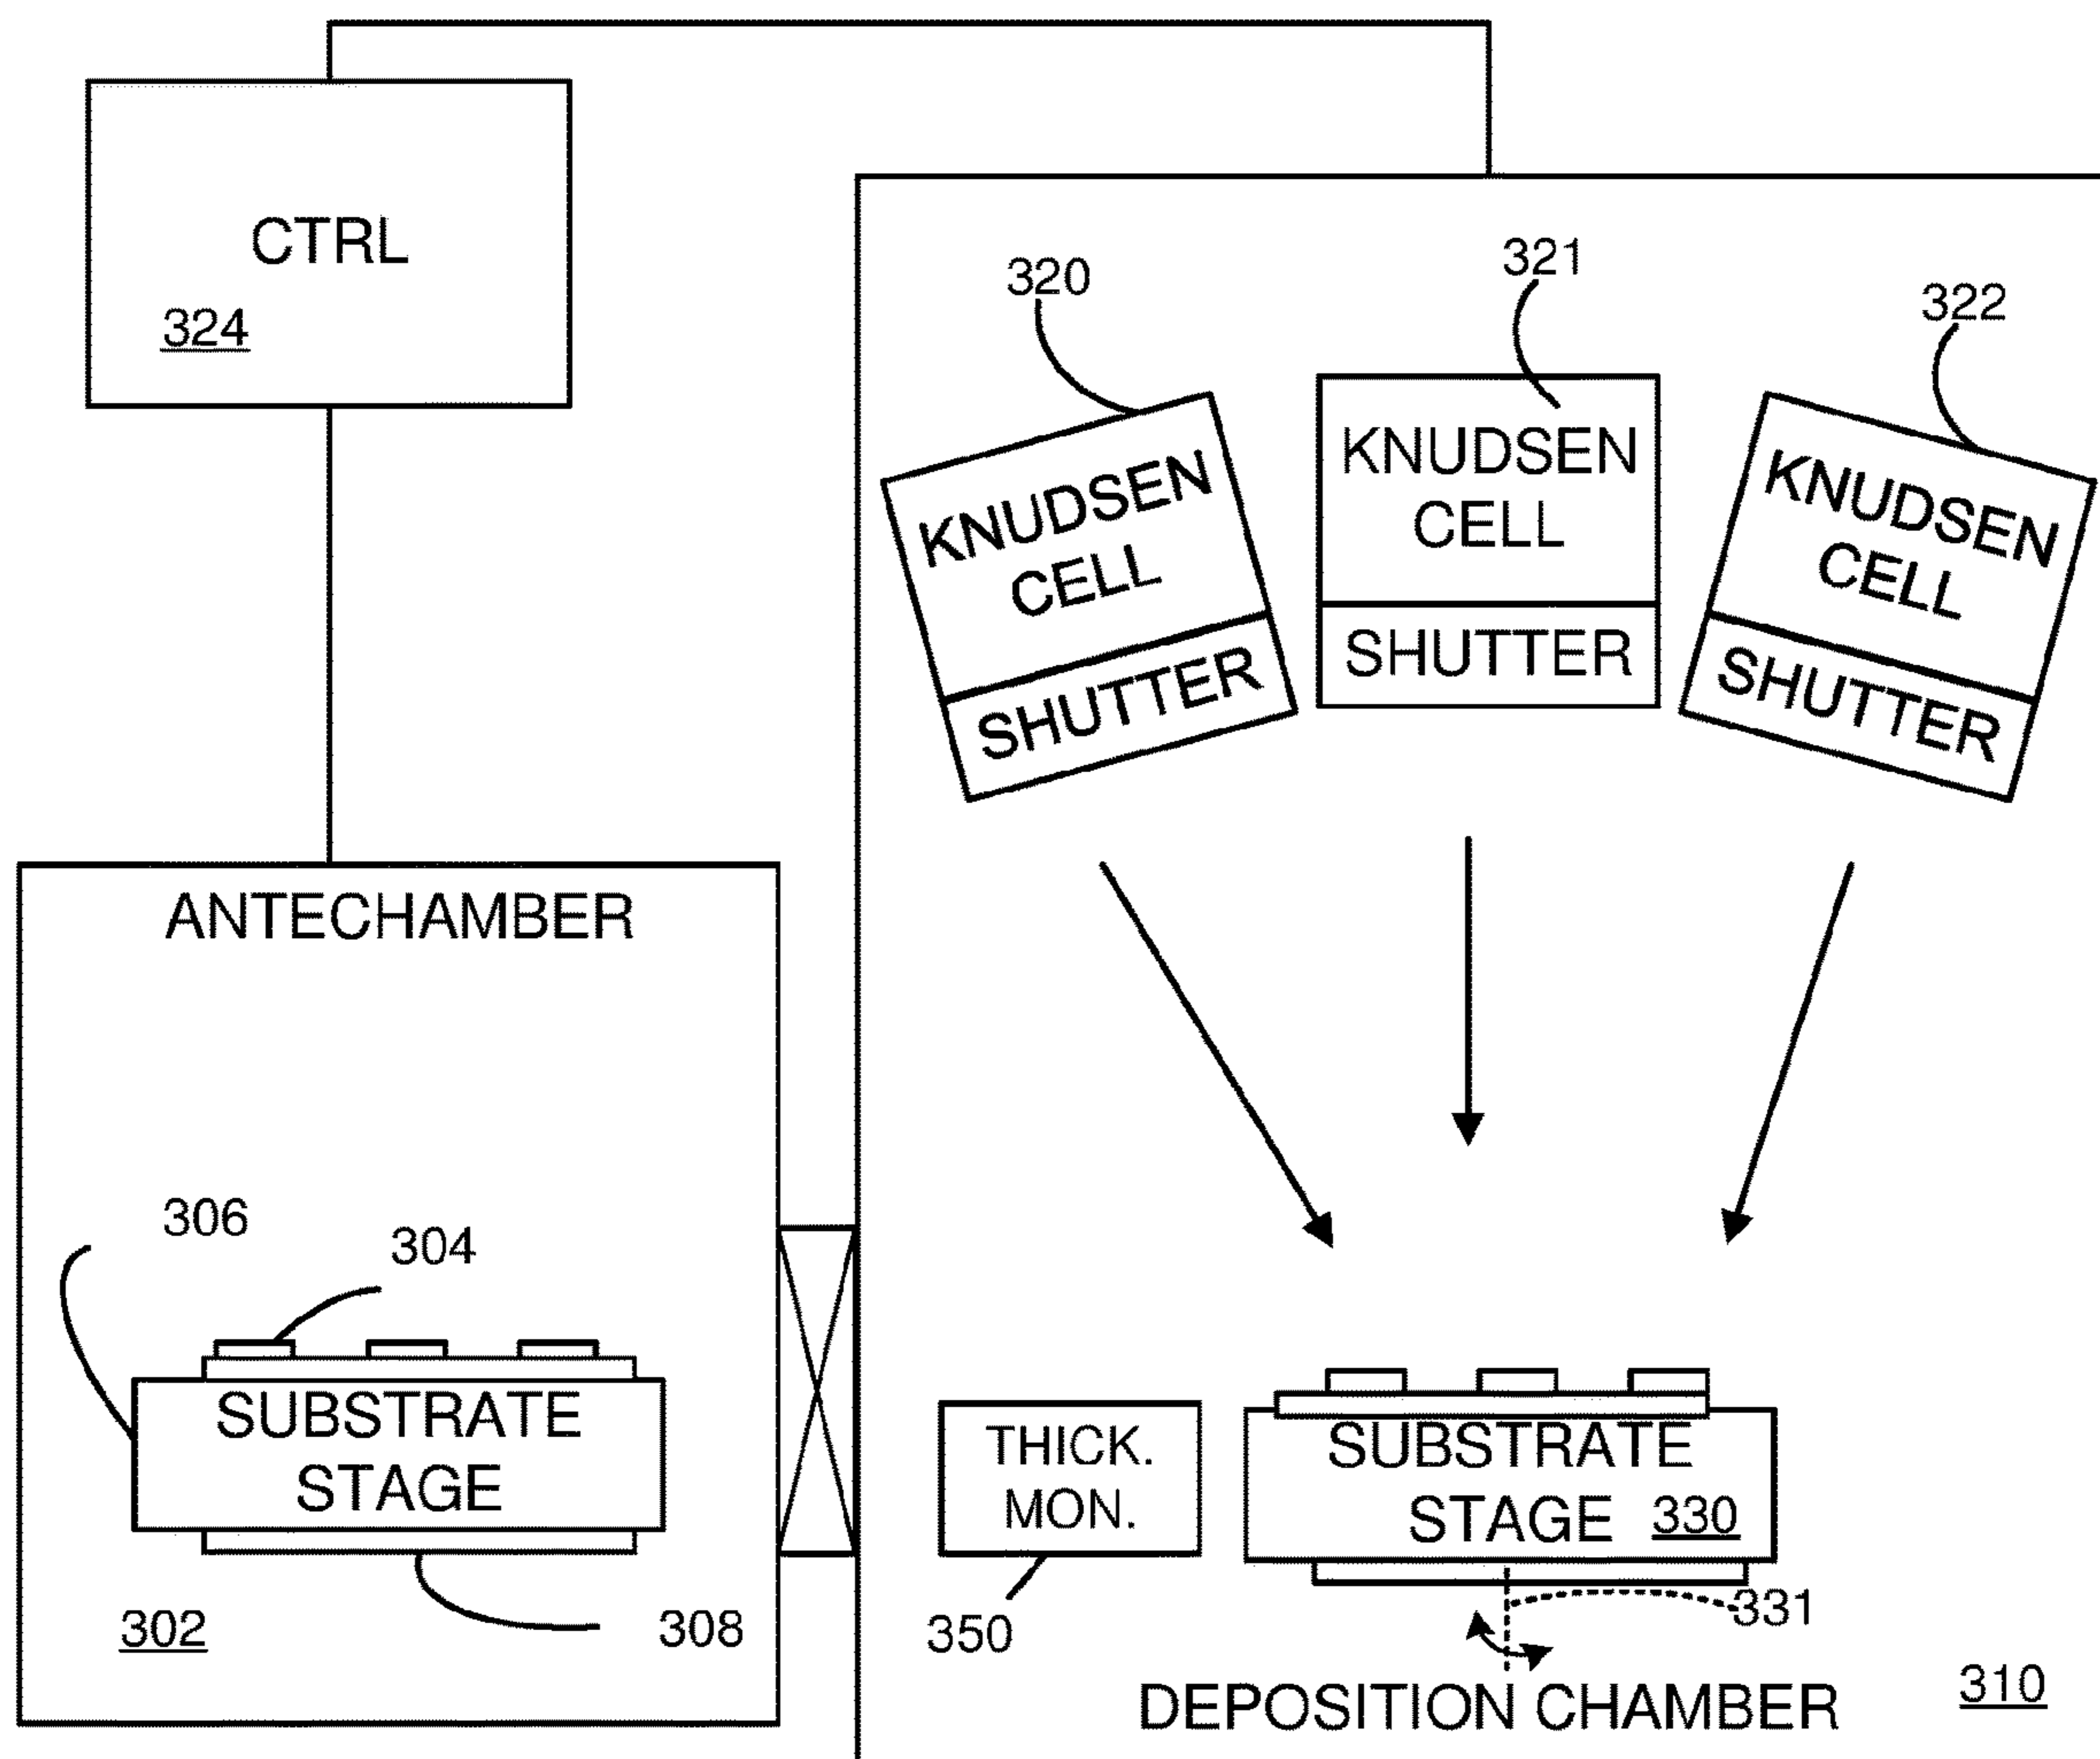 CTRL
324
320
321
322
KNUDSEN
CELL
SHUTTER
KNUDSEN
CELL
SHUTTER
KNUDSEN
CELL
SHUTTER
ANTECHAMBER
306
304
SUBSTRATE
STAGE
302
308
THICK.
MON.
350
SUBSTRATE
STAGE 330
331
DEPOSITION CHAMBER
310